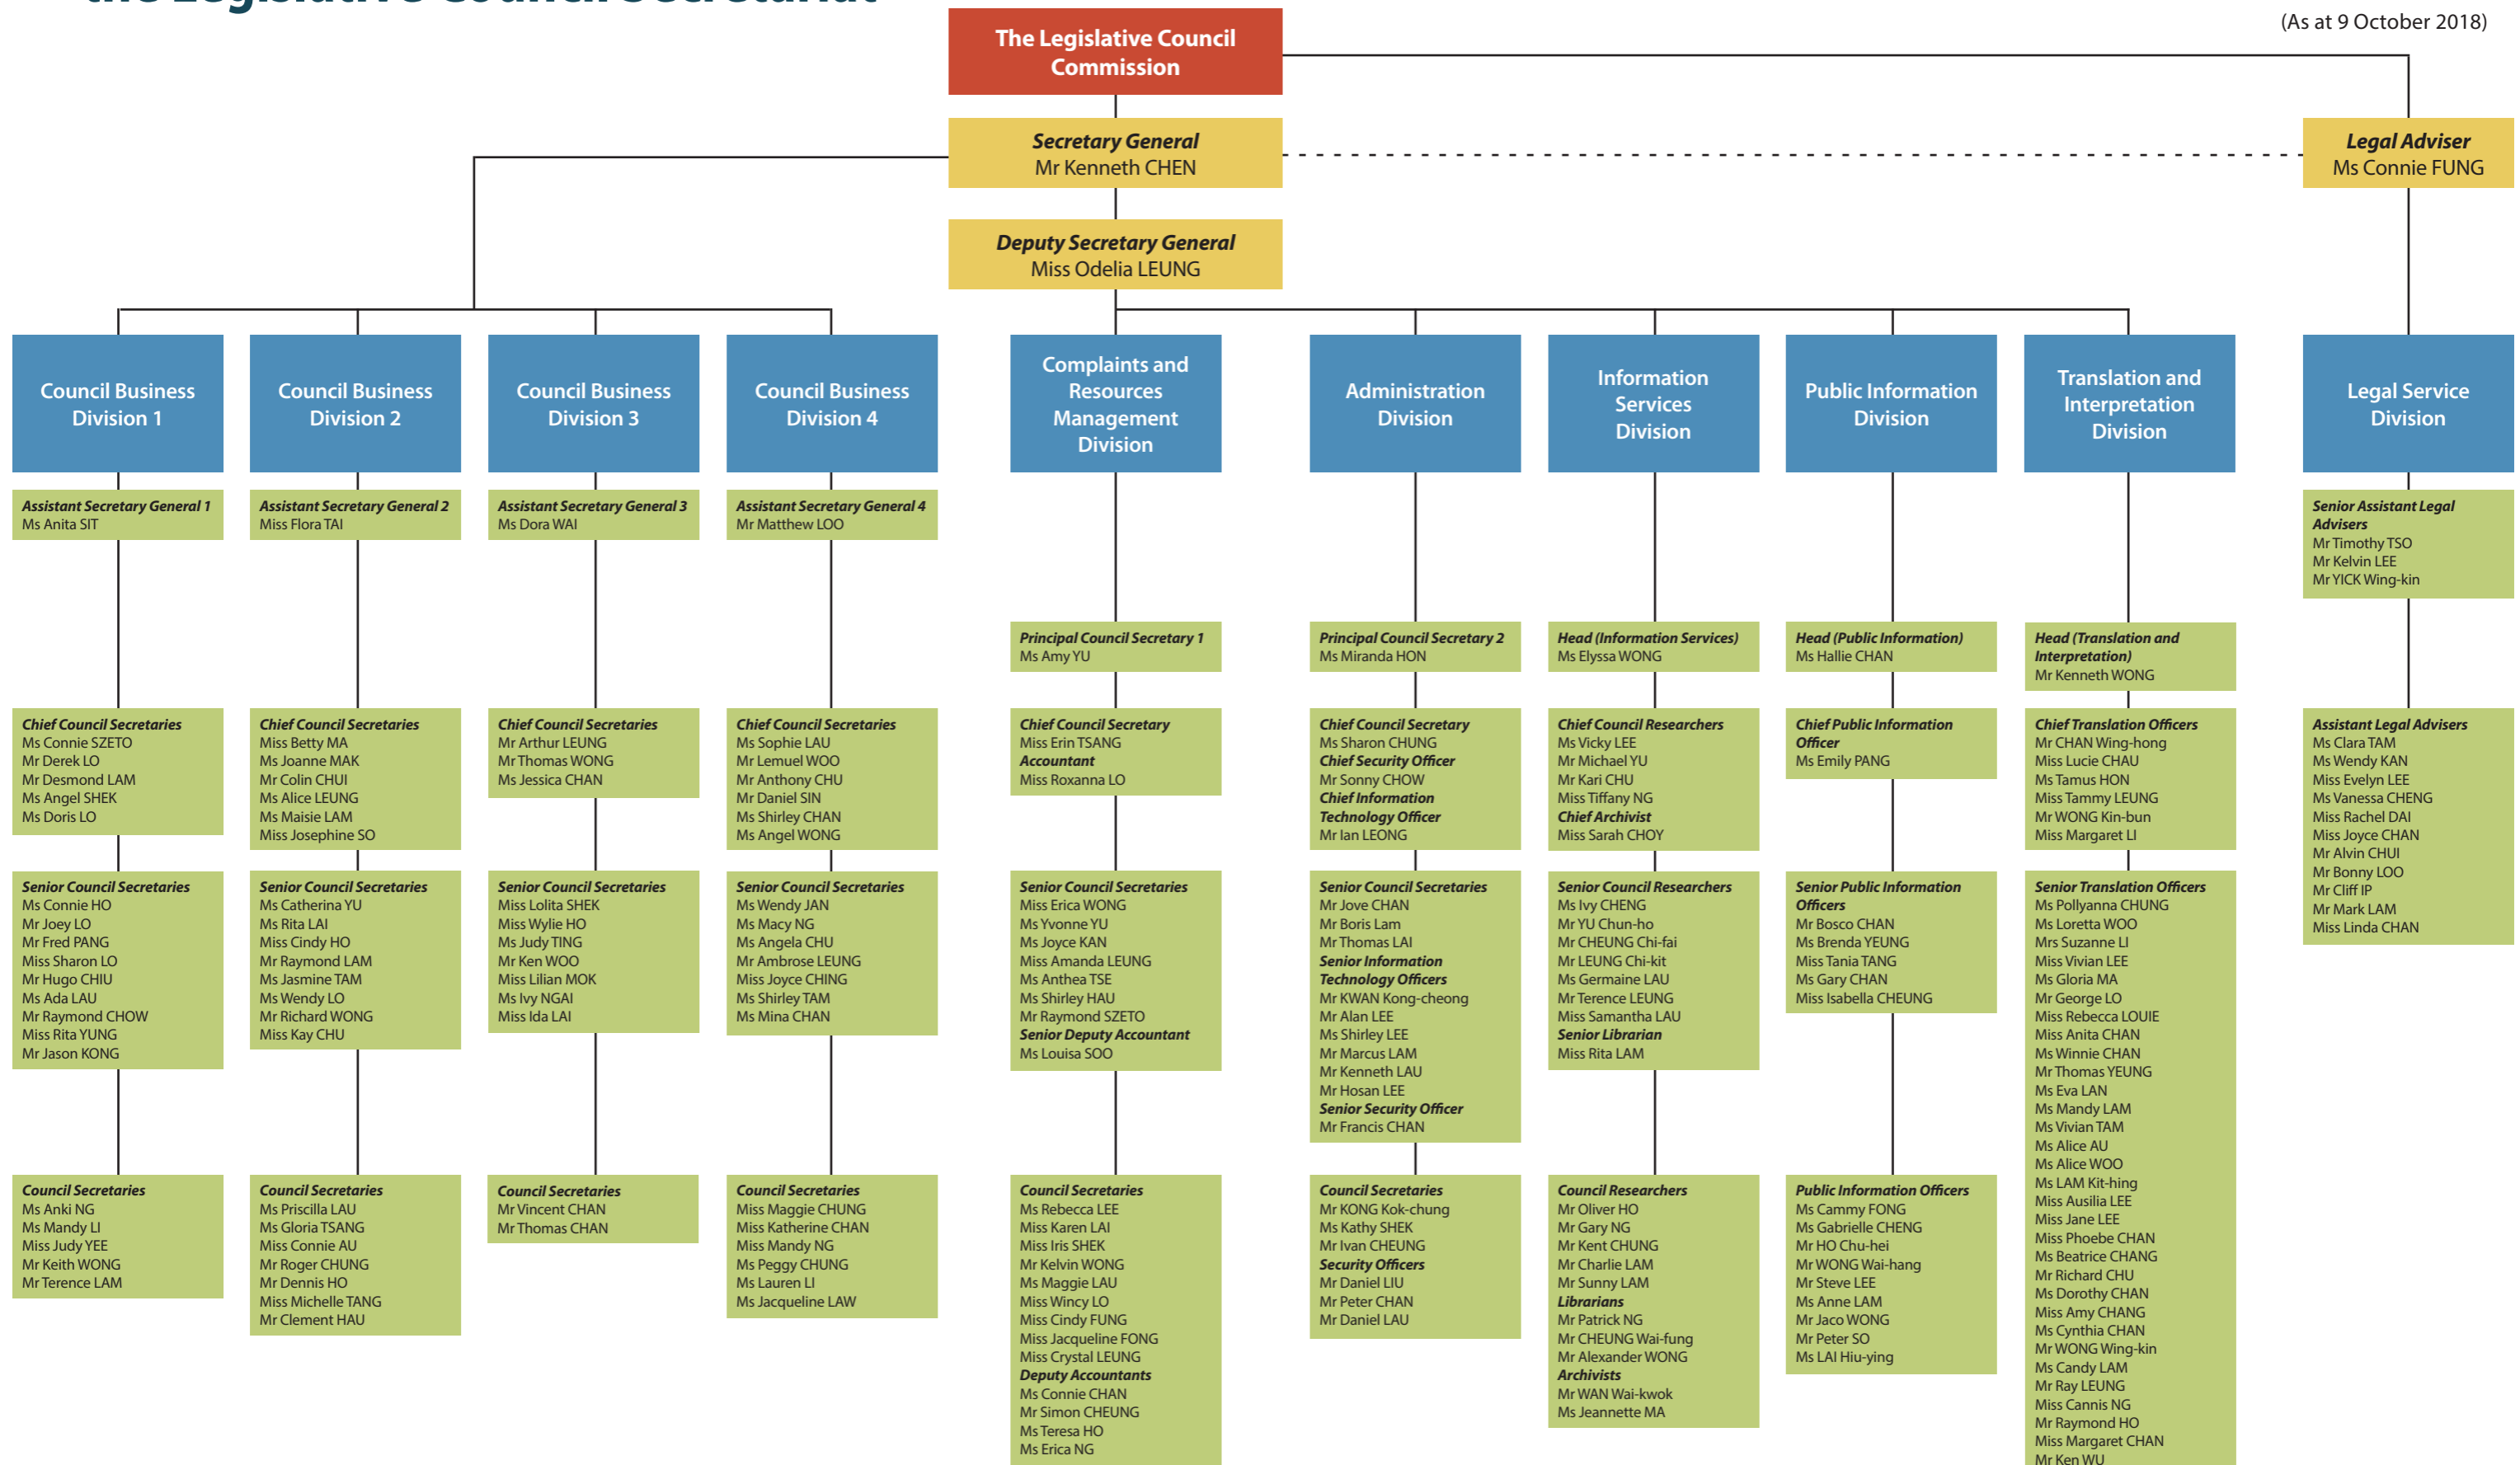 the Legislative Council Secretariat
(As at 9 October 2018)
The Legislative Council
Commission
Secretary General
Mr Kenneth CHEN
Legal Adviser
Ms Connie FUNG
Deputy Secretary General
Miss Odelia LEUNG
Council Business
Division 1
Council Business
Division 2
Council Business
Division 3
Council Business
Division 4
Complaints and
Resources
Management
Division
Administration
Division
Information
Services
Division
Public Information
Division
Translation and
Interpretation
Division
Legal Service
Division
Assistant Secretary General 1
Ms Anita SIT
Assistant Secretary General 2
Miss Flora TAI
Assistant Secretary General 3
Ms Dora WAI
Assistant Secretary General 4
Mr Matthew LOO
Senior Assistant Legal
Advisers
Mr Timothy TSO
Mr Kelvin LEE
Mr YICK Wing-kin
Principal Council Secretary 1
Ms Amy YU
Principal Council Secretary 2
Ms Miranda HON
Head (Information Services)
Ms Elyssa WONG
Head (Public Information)
Ms Hallie CHAN
Head (Translation and
Interpretation)
Mr Kenneth WONG
Chief Council Secretaries
Ms Connie SZETO
Mr Derek LO
Mr Desmond LAM
Ms Angel SHEK
Ms Doris LO
Chief Council Secretaries
Miss Betty MA
Ms Joanne MAK
Mr Colin CHUI
Ms Alice LEUNG
Ms Maisie LAM
Miss Josephine SO
Chief Council Secretaries
Mr Arthur LEUNG
Mr Thomas WONG
Ms Jessica CHAN
Chief Council Secretaries
Ms Sophie LAU
Mr Lemuel WOO
Mr Anthony CHU
Mr Daniel SIN
Ms Shirley CHAN
Ms Angel WONG
Chief Council Secretary
Miss Erin TSANG
Accountant
Miss Roxanna LO
Chief Council Secretary
Ms Sharon CHUNG
Chief Security Officer
Mr Sonny CHOW
Chief Information
Technology Officer
Mr Ian LEONG
Chief Council Researchers
Ms Vicky LEE
Mr Michael YU
Mr Kari CHU
Miss Tiffany NG
Chief Archivist
Miss Sarah CHOY
Chief Public Information
Officer
Ms Emily PANG
Chief Translation Officers
Mr CHAN Wing-hong
Miss Lucie CHAU
Ms Tamus HON
Miss Tammy LEUNG
Mr WONG Kin-bun
Miss Margaret LI
Assistant Legal Advisers
Ms Clara TAM
Ms Wendy KAN
Miss Evelyn LEE
Ms Vanessa CHENG
Miss Rachel DAI
Miss Joyce CHAN
Mr Alvin CHUI
Mr Bonny LOO
Mr Cliff IP
Mr Mark LAM
Miss Linda CHAN
Senior Council Secretaries
Ms Connie HO
Mr Joey LO
Mr Fred PANG
Miss Sharon LO
Mr Hugo CHIU
Ms Ada LAU
Mr Raymond CHOW
Miss Rita YUNG
Mr Jason KONG
Senior Council Secretaries
Ms Catherina YU
Ms Rita LAI
Miss Cindy HO
Mr Raymond LAM
Ms Jasmine TAM
Ms Wendy LO
Mr Richard WONG
Miss Kay CHU
Senior Council Secretaries
Miss Lolita SHEK
Miss Wylie HO
Ms Judy TING
Mr Ken WOO
Miss Lilian MOK
Ms Ivy NGAI
Miss Ida LAI
Senior Council Secretaries
Ms Wendy JAN
Ms Macy NG
Ms Angela CHU
Mr Ambrose LEUNG
Miss Joyce CHING
Ms Shirley TAM
Ms Mina CHAN
Senior Council Secretaries
Miss Erica WONG
Ms Yvonne YU
Ms Joyce KAN
Miss Amanda LEUNG
Ms Anthea TSE
Ms Shirley HAU
Mr Raymond SZETO
Senior Deputy Accountant
Ms Louisa SOO
Senior Council Secretaries
Mr Jove CHAN
Mr Boris Lam
Mr Thomas LAI
Senior Information
Technology Officers
Mr KWAN Kong-cheong
Mr Alan LEE
Ms Shirley LEE
Mr Marcus LAM
Mr Kenneth LAU
Mr Hosan LEE
Senior Security Officer
Mr Francis CHAN
Senior Council Researchers
Ms Ivy CHENG
Mr YU Chun-ho
Mr CHEUNG Chi-fai
Mr LEUNG Chi-kit
Ms Germaine LAU
Mr Terence LEUNG
Miss Samantha LAU
Senior Librarian
Miss Rita LAM
Senior Public Information
Officers
Mr Bosco CHAN
Ms Brenda YEUNG
Miss Tania TANG
Ms Gary CHAN
Miss Isabella CHEUNG
Senior Translation Officers
Ms Pollyanna CHUNG
Ms Loretta WOO
Mrs Suzanne LI
Miss Vivian LEE
Ms Gloria MA
Mr George LO
Miss Rebecca LOUIE
Miss Anita CHAN
Ms Winnie CHAN
Mr Thomas YEUNG
Ms Eva LAN
Ms Mandy LAM
Ms Vivian TAM
Ms Alice AU
Ms Alice WOO
Ms LAM Kit-hing
Miss Ausilia LEE
Miss Jane LEE
Miss Phoebe CHAN
Ms Beatrice CHANG
Mr Richard CHU
Ms Dorothy CHAN
Miss Amy CHANG
Ms Cynthia CHAN
Mr WONG Wing-kin
Ms Candy LAM
Mr Ray LEUNG
Miss Cannis NG
Mr Raymond HO
Miss Margaret CHAN
Mr Ken WU
Council Secretaries
Ms Anki NG
Ms Mandy LI
Miss Judy YEE
Mr Keith WONG
Mr Terence LAM
Council Secretaries
Ms Priscilla LAU
Ms Gloria TSANG
Miss Connie AU
Mr Roger CHUNG
Mr Dennis HO
Miss Michelle TANG
Mr Clement HAU
Council Secretaries
Mr Vincent CHAN
Mr Thomas CHAN
Council Secretaries
Miss Maggie CHUNG
Miss Katherine CHAN
Miss Mandy NG
Ms Peggy CHUNG
Ms Lauren LI
Ms Jacqueline LAW
Council Secretaries
Ms Rebecca LEE
Miss Karen LAI
Miss Iris SHEK
Mr Kelvin WONG
Ms Maggie LAU
Miss Wincy LO
Miss Cindy FUNG
Miss Jacqueline FONG
Miss Crystal LEUNG
Deputy Accountants
Ms Connie CHAN
Mr Simon CHEUNG
Ms Teresa HO
Ms Erica NG
Council Secretaries
Mr KONG Kok-chung
Ms Kathy SHEK
Mr Ivan CHEUNG
Security Officers
Mr Daniel LIU
Mr Peter CHAN
Mr Daniel LAU
Council Researchers
Mr Oliver HO
Mr Gary NG
Mr Kent CHUNG
Mr Charlie LAM
Mr Sunny LAM
Librarians
Mr Patrick NG
Mr CHEUNG Wai-fung
Mr Alexander WONG
Archivists
Mr WAN Wai-kwok
Ms Jeannette MA
Public Information Officers
Ms Cammy FONG
Ms Gabrielle CHENG
Mr HO Chu-hei
Mr WONG Wai-hang
Mr Steve LEE
Ms Anne LAM
Mr Jaco WONG
Mr Peter SO
Ms LAI Hiu-ying